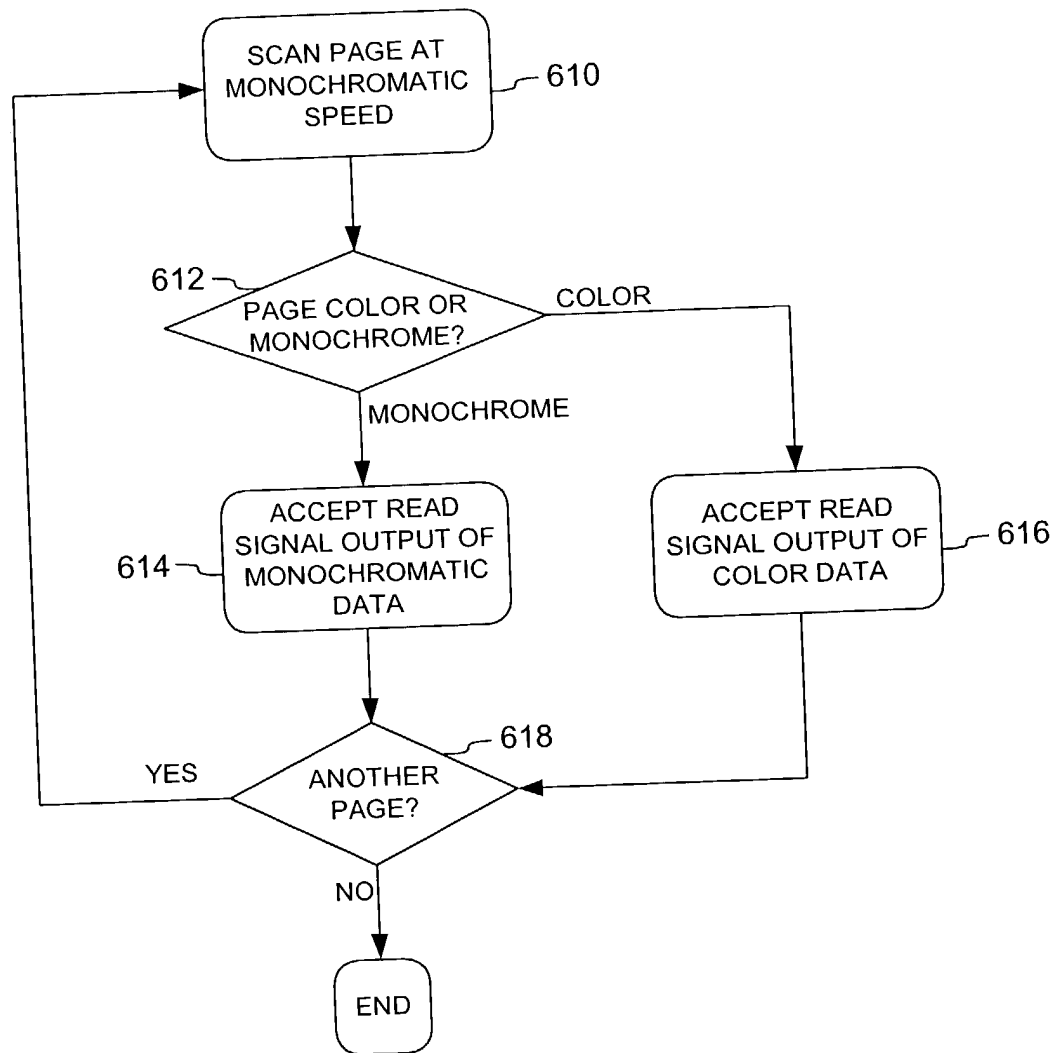 SCAN PAGE AT
MONOCHROMATIC
SPEED
610
612
PAGE COLOR OR
MONOCHROME?
COLOR
MONOCHROME
ACCEPT READ
SIGNAL OUTPUT OF
MONOCHROMATIC
DATA
614
ACCEPT READ
SIGNAL OUTPUT OF
COLOR DATA
616
618
YES
ANOTHER
PAGE?
NO
END